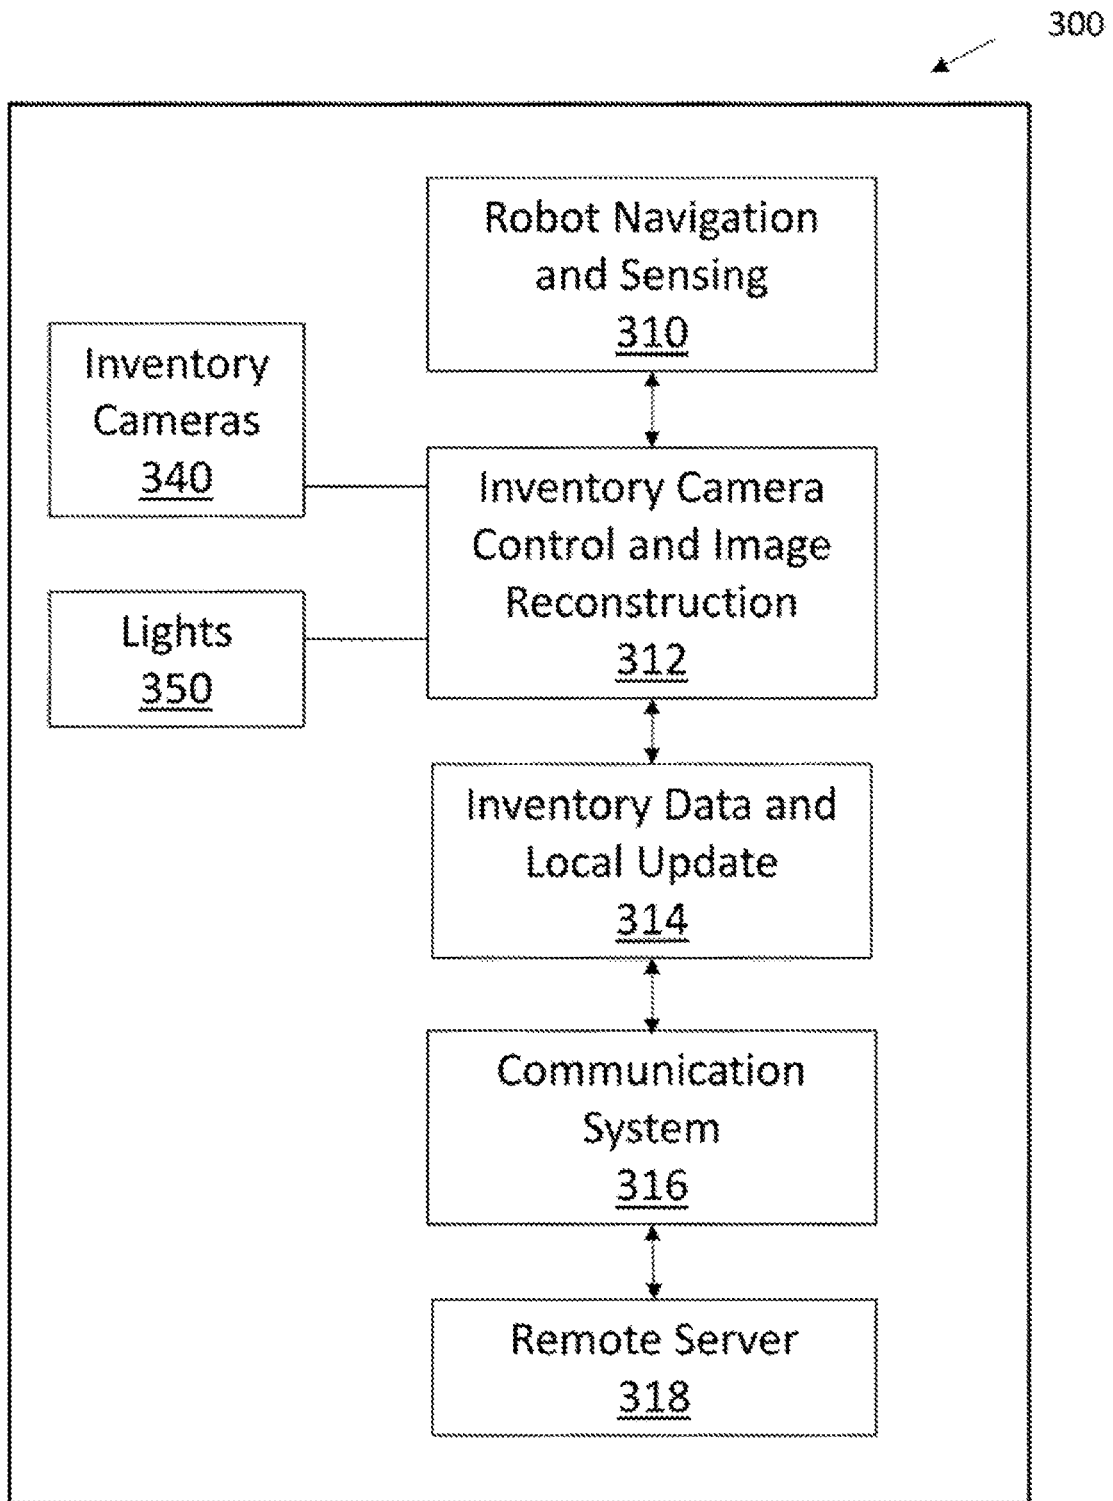 300
Robot Navigation
and Sensing
310
Inventory
Cameras
340
Inventory Camera
Control and Image
Reconstruction
312
Lights
350
Inventory Data and
Local Update
314
Communication
System
316
Remote Server
318